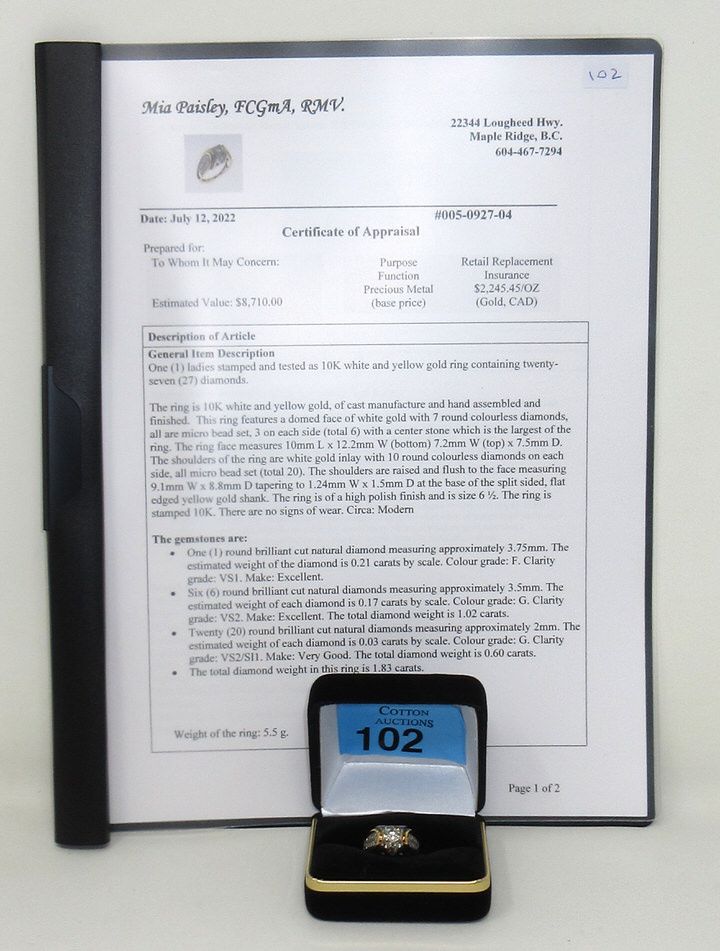 102
Mia Paisley, FCGmA, RMV.
22344 Lougheed Hwy.
Maple Ridge, B.C.
604-467-7294
Date: July 12, 2022
#005-0927-04
Certificate of Appraisal
Prepared for:
To Whom It May Concern:
Purpose Retail Replacement
Function Insurance
Precious Metal $2,245.45/OZ
Estimated Value: $8,710.00 (base price) (Gold, CAD)
Description of Article
General Item Description
One (1) ladies stamped and tested as 10K white and yellow gold ring containing twenty-
seven (27) diamonds.
The ring is 10K white and yellow gold, of cast manufacture and hand assembled and
finished. This ring features a domed face of white gold with 7 round colourless diamonds,
all are micro bead set, 3 on each side (total 6) with a center stone which is the largest of the
ring. The ring face measures 10mm L x 12.2mm W (bottom) 7.2mm W (top) x 7.5mm D.
The shoulders of the ring are white gold inlay with 10 round colourless diamonds on each
side, all micro bead set (total 20). The shoulders are raised and flush to the face measuring
9.1mm W x 8.8mm D tapering to 1.24mm W x 1.5mm D at the base of the split sided, flat
edged yellow gold shank. The ring is of a high polish finish and is size 6 ½. The ring is
stamped 10K. There are no signs of wear. Circa: Modern
The gemstones are:
• One (1) round brilliant cut natural diamond measuring approximately 3.75mm. The
estimated weight of the diamond is 0.21 carats by scale. Colour grade: F. Clarity
grade: VS1. Make: Excellent.
• Six (6) round brilliant cut natural diamonds measuring approximately 3.5mm. The
estimated weight of each diamond is 0.17 carats by scale. Colour grade: G. Clarity
grade: VS2. Make: Excellent. The total diamond weight is 1.02 carats.
• Twenty (20) round brilliant cut natural diamonds measuring approximately 2mm. The
estimated weight of each diamond is 0.03 carats by scale. Colour grade: G. Clarity
grade: VS2/SI1. Make: Very Good. The total diamond weight is 0.60 carats.
• The total diamond weight in this ring is 1.83 carats.
Weight of the ring: 5.5 g.
COTTON
AUCTIONS
102
Page 1 of 2